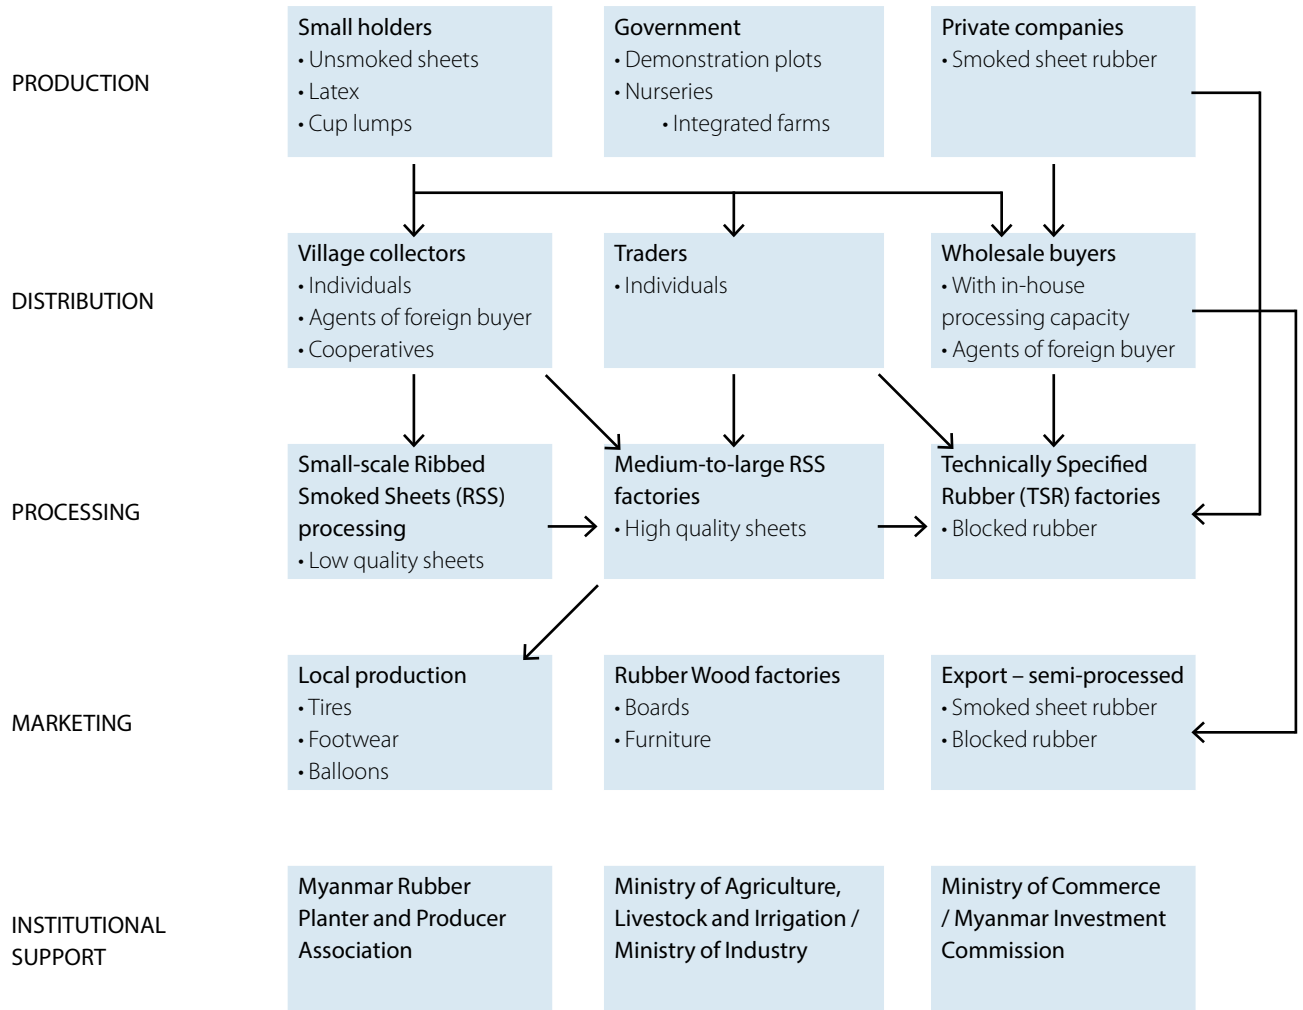 PRODUCTION
Small holders
• Unsmoked sheets
• Latex
• Cup lumps
Government
• Demonstration plots
• Nurseries
• Integrated farms
Private companies
• Smoked sheet rubber
DISTRIBUTION
Village collectors
• Individuals
• Agents of foreign buyer
• Cooperatives
Traders
• Individuals
Wholesale buyers
• With in-house
processing capacity
• Agents of foreign buyer
PROCESSING
Small-scale Ribbed
Smoked Sheets (RSS)
processing
• Low quality sheets
Medium-to-large RSS
factories
• High quality sheets
Technically Specified
Rubber (TSR) factories
• Blocked rubber
MARKETING
Local production
• Tires
• Footwear
• Balloons
Rubber Wood factories
• Boards
• Furniture
Export – semi-processed
• Smoked sheet rubber
• Blocked rubber
INSTITUTIONAL
SUPPORT
Myanmar Rubber
Planter and Producer
Association
Ministry of Agriculture,
Livestock and Irrigation /
Ministry of Industry
Ministry of Commerce
/ Myanmar Investment
Commission